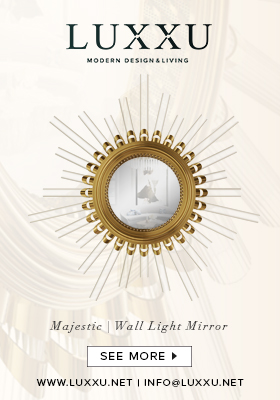 LUXXU
MODERN DESIGN & LIVING
Majestic | Wall Light Mirror
SEE MORE
WWW.LUXXU.NET | INFO@LUXXU.NET